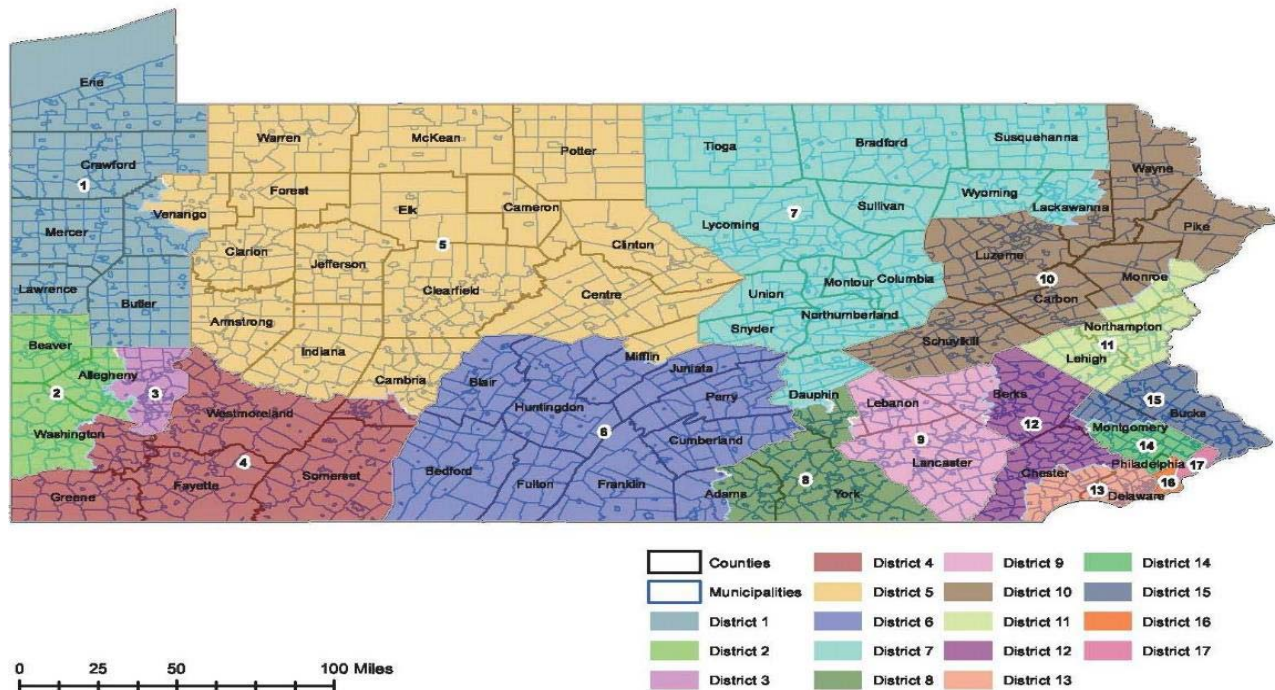 Erie
Warren
McKean
Potter
Tioga
Bradford
Susquehanna
Crawford
1
Wayne
Forest
Venango
Elk
Cameron
Wyoming
Lackawanna
Sullivan
Mercer
Lycoming
7
Pike
Clarion
5
Clinton
Jefferson
Luzerne
Monroe
10
Lawrence
Butler
Clearfield
Centre
Union
Montour
Columbia
Carbon
Armstrong
Snyder
Northumberland
Northampton
Beaver
Indiana
Mifflin
Schuylkill
11
Lehigh
Allegheny
Cambria
Blair
Juniata
2
3
Huntingdon
Perry
Dauphin
Lebanon
Berks
15
Bucks
Westmoreland
6
12
Montgomery
Washington
Cumberland
9
14
4
Bedford
Lancaster
Chester
Philadelphia
17
Somerset
Fayette
Fulton
Franklin
8
16
Greene
Adams
York
13
Delaware
Counties
District 4
District 9
District 14
Municipalities
District 5
District 10
District 15
District 1
District 6
District 11
District 16
District 2
District 7
District 12
District 17
District 3
District 8
District 13
0 25 50 100 Miles